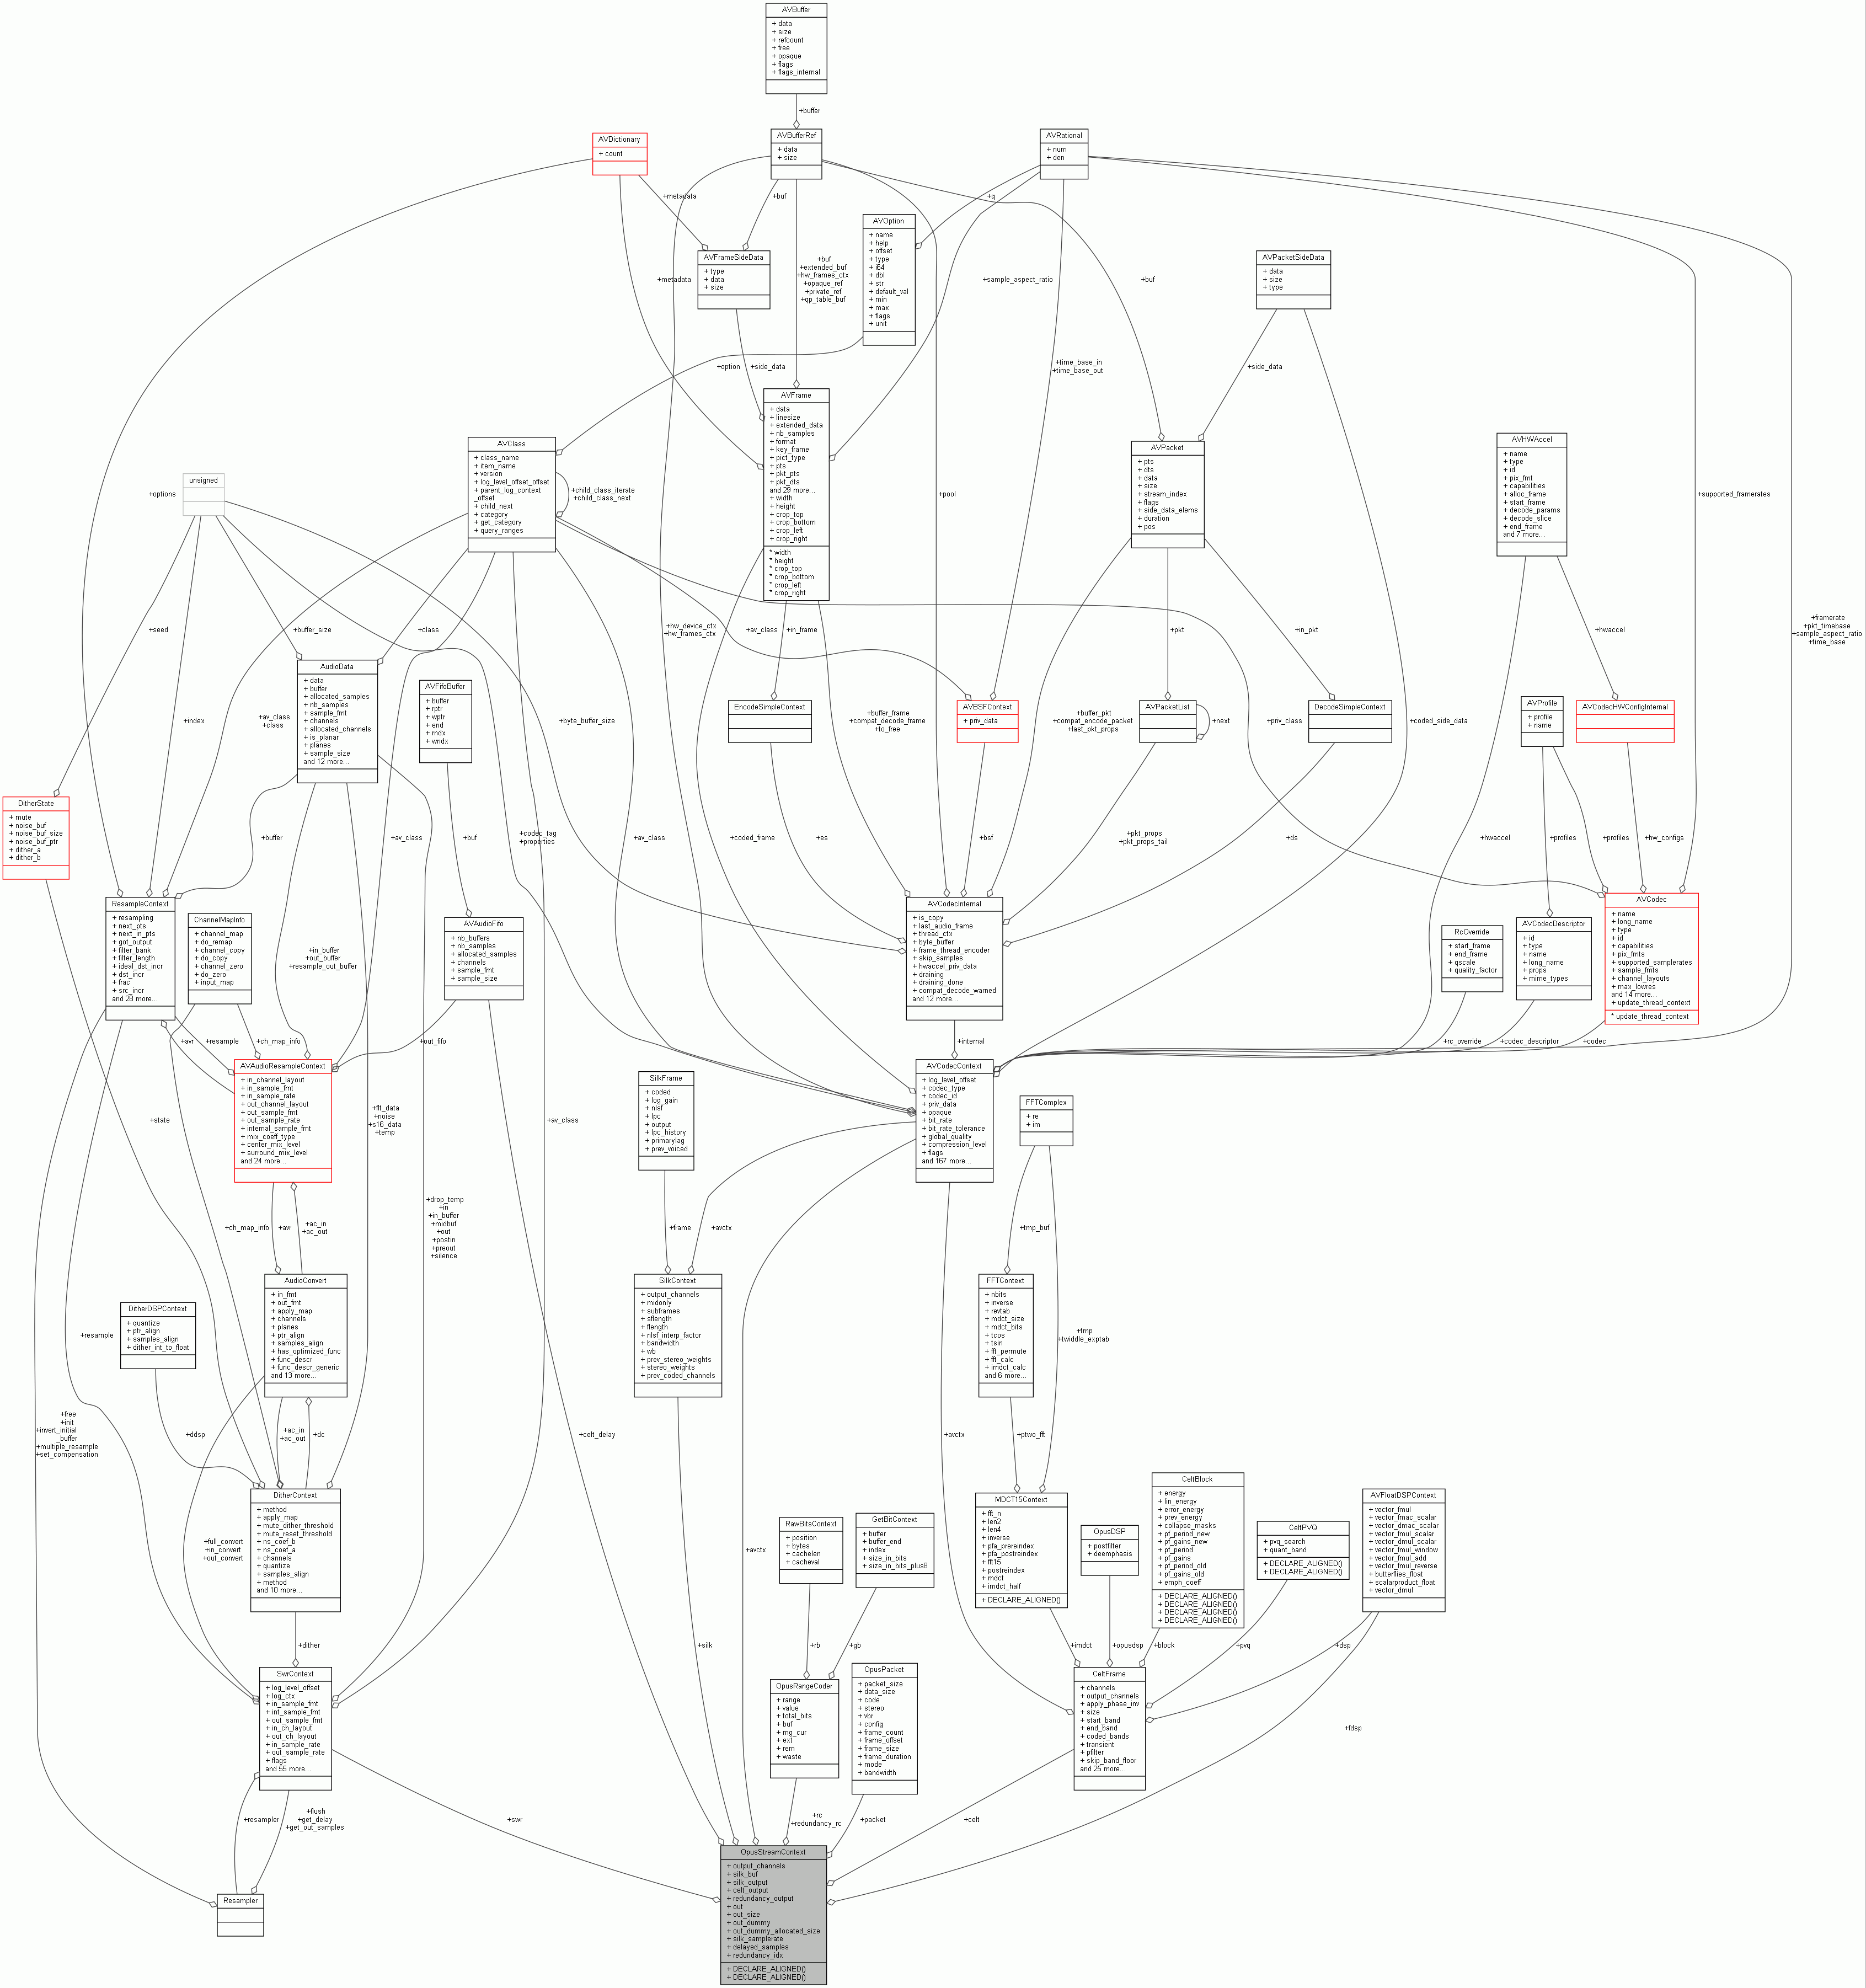 AVBuffer
+ data
+ size
+ refcount
+ free
+ opaque
+ flags
+ flags_internal
+buffer
AVDictionary
+ count
AVBufferRef
+ data
+ size
AVRational
+ num
+ den
+metadata
+buf
+q
AVOption
+ name
+ help
+ offset
+ type
+ i64
+ dbl
+ str
+ default_val
+ min
+ max
+ flags
+ unit
AVFrameSideData
+ type
+ data
+ size
AVPacketSideData
+ data
+ size
+ type
+metadata
+buf
+extended_buf
+hw_frames_ctx
+opaque_ref
+private_ref
+qp_table_buf
+sample_aspect_ratio
+buf
+option
+side_data
+time_base_in
+time_base_out
+side_data
AVFrame
+ data
+ linesize
+ extended_data
+ nb_samples
+ format
+ key_frame
+ pict_type
+ pts
+ pkt_pts
+ pkt_dts
and 29 more...
+ width
+ height
+ crop_top
+ crop_bottom
+ crop_left
+ crop_right
* width
* height
* crop_top
* crop_bottom
* crop_left
* crop_right
AVClass
+ class_name
+ item_name
+ version
+ log_level_offset_offset
+ parent_log_context
_offset
+ child_next
+ category
+ get_category
+ query_ranges
+child_class_iterate
+child_class_next
AVPacket
+ pts
+ dts
+ data
+ size
+ stream_index
+ flags
+ side_data_elems
+ duration
+ pos
AVHWAccel
+ name
+ type
+ id
+ pix_fmt
+ capabilities
+ alloc_frame
+ start_frame
+ decode_params
+ decode_slice
+ end_frame
and 7 more...
unsigned
+options
+pool
+supported_framerates
+seed
+buffer_size
+class
+hw_device_ctx
+hw_frames_ctx
+av_class
+in_frame
+pkt
+in_pkt
+hwaccel
+framerate
+pkt_timebase
+sample_aspect_ratio
+time_base
AudioData
+ data
+ buffer
+ allocated_samples
+ nb_samples
+ sample_fmt
+ channels
+ allocated_channels
+ is_planar
+ planes
+ sample_size
and 12 more...
AVFifoBuffer
+ buffer
+ rptr
+ wptr
+ end
+ rndx
+ wndx
EncodeSimpleContext
AVBSFContext
+ priv_data
AVPacketList
+next
DecodeSimpleContext
AVProfile
+ profile
+ name
AVCodecHWConfigInternal
+index
+av_class
+class
+byte_buffer_size
+buffer_frame
+compat_decode_frame
+to_free
+buffer_pkt
+compat_encode_packet
+last_pkt_props
+priv_class
+coded_side_data
DitherState
+ mute
+ noise_buf
+ noise_buf_size
+ noise_buf_ptr
+ dither_a
+ dither_b
+buffer
+av_class
+buf
+codec_tag
+properties
+av_class
+coded_frame
+es
+bsf
+pkt_props
+pkt_props_tail
+ds
+hwaccel
+profiles
+profiles
+hw_configs
ResampleContext
+ resampling
+ next_pts
+ next_in_pts
+ got_output
+ filter_bank
+ filter_length
+ ideal_dst_incr
+ dst_incr
+ frac
+ src_incr
and 28 more...
ChannelMapInfo
+ channel_map
+ do_remap
+ channel_copy
+ do_copy
+ channel_zero
+ do_zero
+ input_map
+in_buffer
+out_buffer
+resample_out_buffer
AVAudioFifo
+ nb_buffers
+ nb_samples
+ allocated_samples
+ channels
+ sample_fmt
+ sample_size
AVCodecInternal
+ is_copy
+ last_audio_frame
+ thread_ctx
+ byte_buffer
+ frame_thread_encoder
+ skip_samples
+ hwaccel_priv_data
+ draining
+ draining_done
+ compat_decode_warned
and 12 more...
RcOverride
+ start_frame
+ end_frame
+ qscale
+ quality_factor
AVCodecDescriptor
+ id
+ type
+ name
+ long_name
+ props
+ mime_types
AVCodec
+ name
+ long_name
+ type
+ id
+ capabilities
+ pix_fmts
+ supported_samplerates
+ sample_fmts
+ channel_layouts
+ max_lowres
and 14 more...
+ update_thread_context
* update_thread_context
+avr
+resample
+ch_map_info
+out_fifo
+internal
+rc_override
+codec_descriptor
+codec
AVAudioResampleContext
+ in_channel_layout
+ in_sample_fmt
+ in_sample_rate
+ out_channel_layout
+ out_sample_fmt
+ out_sample_rate
+ internal_sample_fmt
+ mix_coeff_type
+ center_mix_level
+ surround_mix_level
and 24 more...
SilkFrame
+ coded
+ log_gain
+ nlsf
+ lpc
+ output
+ lpc_history
+ primarylag
+ prev_voiced
AVCodecContext
+ log_level_offset
+ codec_type
+ codec_id
+ priv_data
+ opaque
+ bit_rate
+ bit_rate_tolerance
+ global_quality
+ compression_level
+ flags
and 167 more...
FFTComplex
+ re
+ im
+state
+flt_data
+noise
+s16_data
+temp
+av_class
+ch_map_info
+avr
+ac_in
+ac_out
+drop_temp
+in
+in_buffer
+midbuf
+out
+postin
+preout
+silence
+frame
+avctx
+tmp_buf
AudioConvert
+ in_fmt
+ out_fmt
+ apply_map
+ channels
+ planes
+ ptr_align
+ samples_align
+ has_optimized_func
+ func_descr
+ func_descr_generic
and 13 more...
DitherDSPContext
+ quantize
+ ptr_align
+ samples_align
+ dither_int_to_float
SilkContext
+ output_channels
+ midonly
+ subframes
+ sflength
+ flength
+ nlsf_interp_factor
+ bandwidth
+ wb
+ prev_stereo_weights
+ stereo_weights
+ prev_coded_channels
FFTContext
+ nbits
+ inverse
+ revtab
+ mdct_size
+ mdct_bits
+ tcos
+ tsin
+ fft_permute
+ fft_calc
+ imdct_calc
and 6 more...
+resample
+tmp
+twiddle_exptab
+free
+init
+invert_initial
_buffer
+multiple_resample
+set_compensation
+ddsp
+ac_in
+ac_out
+dc
+celt_delay
+avctx
+ptwo_fft
DitherContext
+ method
+ apply_map
+ mute_dither_threshold
+ mute_reset_threshold
+ ns_coef_b
+ ns_coef_a
+ channels
+ quantize
+ samples_align
+ method
and 10 more...
+full_convert
+in_convert
+out_convert
+avctx
RawBitsContext
+ position
+ bytes
+ cachelen
+ cacheval
GetBitContext
+ buffer
+ buffer_end
+ index
+ size_in_bits
+ size_in_bits_plus8
MDCT15Context
+ fft_n
+ len2
+ len4
+ inverse
+ pfa_prereindex
+ pfa_postreindex
+ fft15
+ postreindex
+ mdct
+ imdct_half
+ DECLARE_ALIGNED()
OpusDSP
+ postfilter
+ deemphasis
CeltBlock
+ energy
+ lin_energy
+ error_energy
+ prev_energy
+ collapse_masks
+ pf_period_new
+ pf_gains_new
+ pf_period
+ pf_gains
+ pf_period_old
+ pf_gains_old
+ emph_coeff
+ DECLARE_ALIGNED()
+ DECLARE_ALIGNED()
+ DECLARE_ALIGNED()
+ DECLARE_ALIGNED()
CeltPVQ
+ pvq_search
+ quant_band
+ DECLARE_ALIGNED()
+ DECLARE_ALIGNED()
AVFloatDSPContext
+ vector_fmul
+ vector_fmac_scalar
+ vector_dmac_scalar
+ vector_fmul_scalar
+ vector_dmul_scalar
+ vector_fmul_window
+ vector_fmul_add
+ vector_fmul_reverse
+ butterflies_float
+ scalarproduct_float
+ vector_dmul
+dither
+silk
+rb
+gb
+imdct
+opusdsp
+block
+pvq
+dsp
SwrContext
+ log_level_offset
+ log_ctx
+ in_sample_fmt
+ int_sample_fmt
+ out_sample_fmt
+ in_ch_layout
+ out_ch_layout
+ in_sample_rate
+ out_sample_rate
+ flags
and 55 more...
OpusRangeCoder
+ range
+ value
+ total_bits
+ buf
+ rng_cur
+ ext
+ rem
+ waste
OpusPacket
+ packet_size
+ data_size
+ code
+ stereo
+ vbr
+ config
+ frame_count
+ frame_offset
+ frame_size
+ frame_duration
+ mode
+ bandwidth
CeltFrame
+ channels
+ output_channels
+ apply_phase_inv
+ size
+ start_band
+ end_band
+ coded_bands
+ transient
+ pfilter
+ skip_band_floor
and 25 more...
+fdsp
+resampler
+flush
+get_delay
+get_out_samples
+swr
+rc
+redundancy_rc
+packet
+celt
Resampler
OpusStreamContext
+ output_channels
+ silk_buf
+ silk_output
+ celt_output
+ redundancy_output
+ out
+ out_size
+ out_dummy
+ out_dummy_allocated_size
+ silk_samplerate
+ delayed_samples
+ redundancy_idx
+ DECLARE_ALIGNED()
+ DECLARE_ALIGNED()